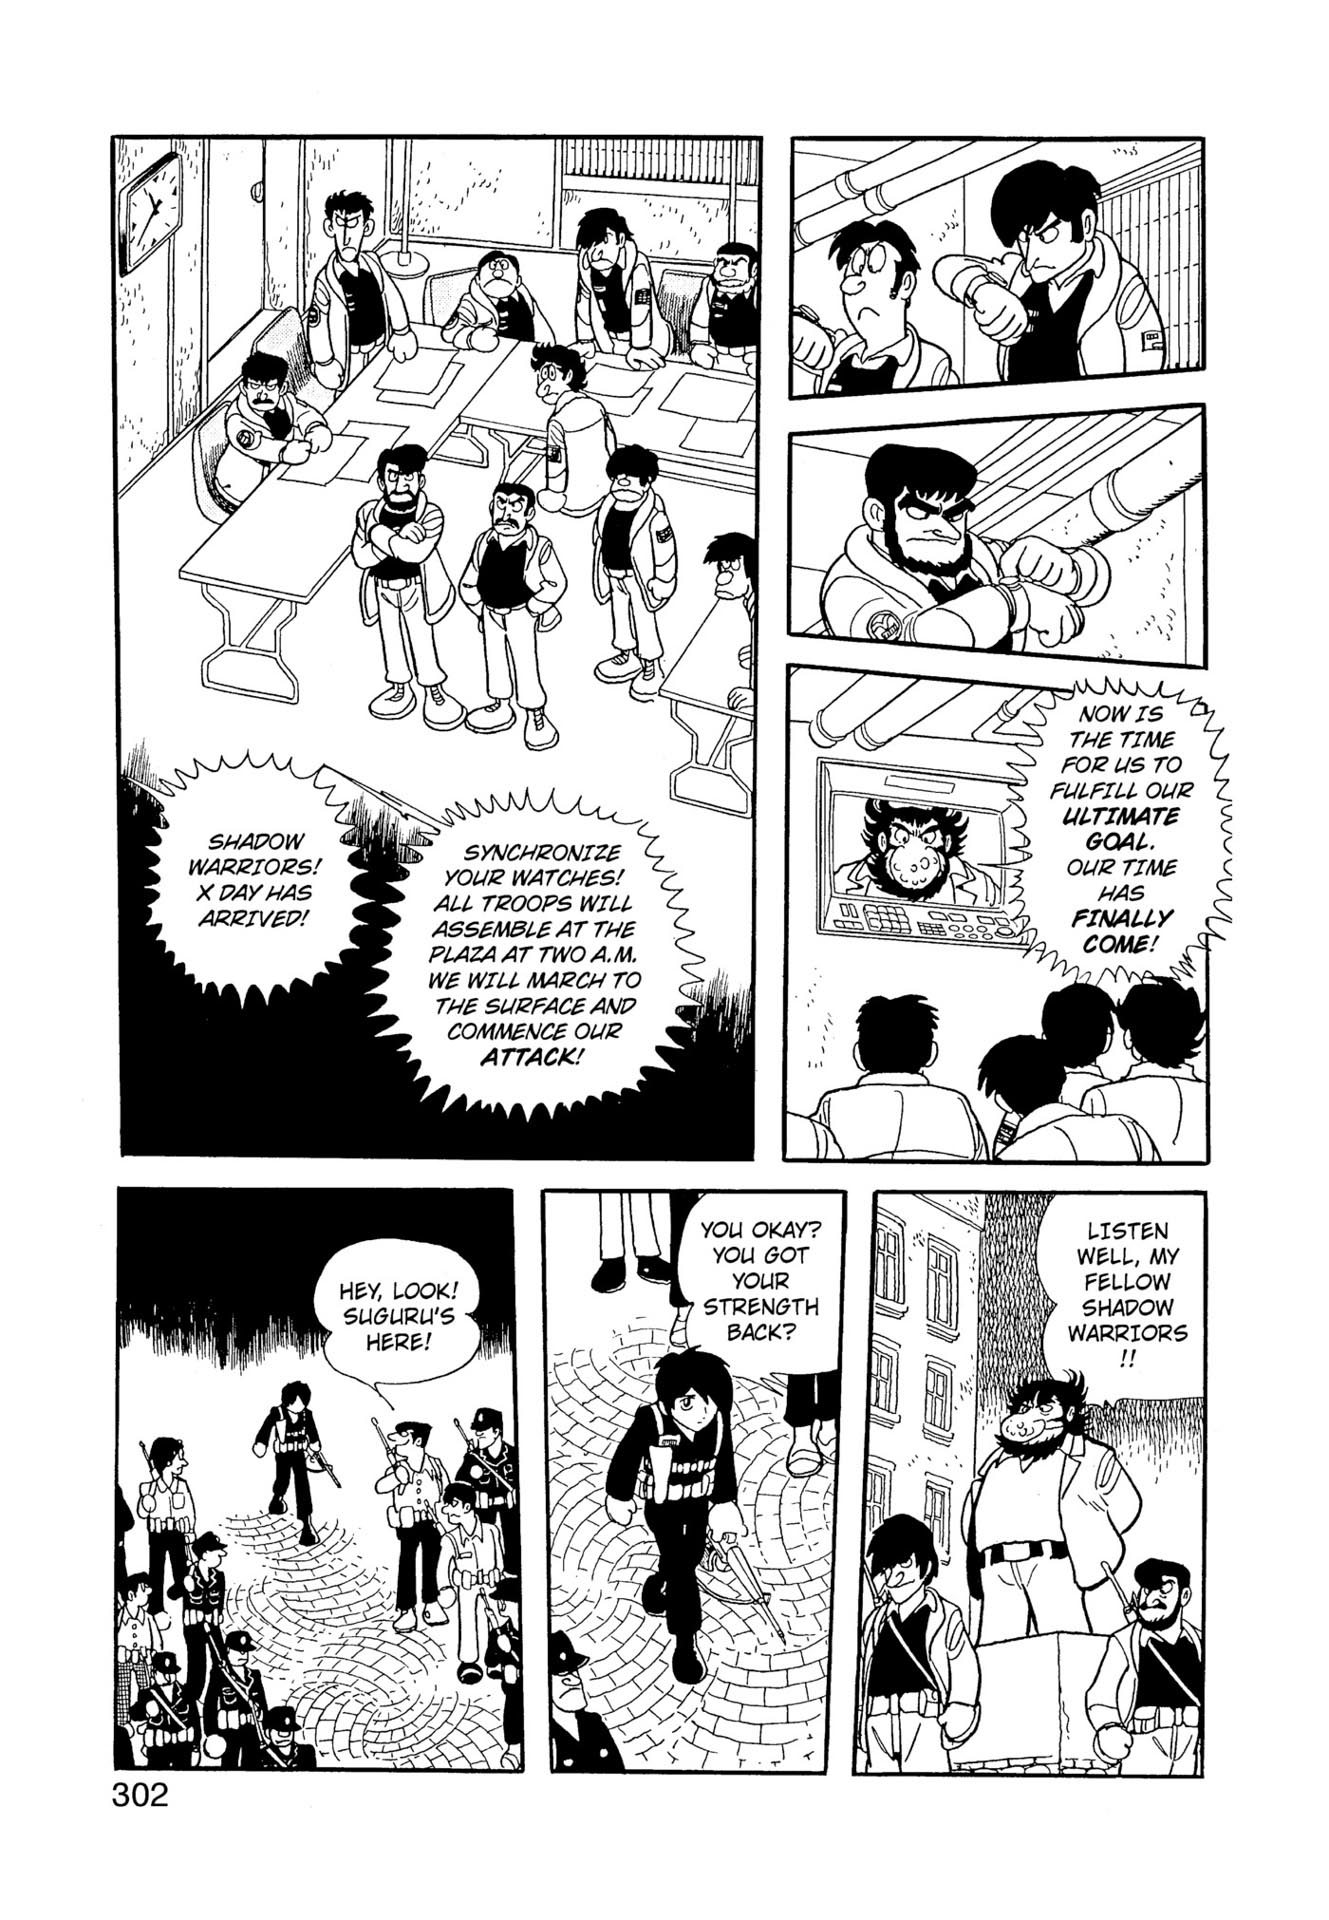 SHADOW
WARRIORS!
X DAY HAS
ARRIVED!
SYNCHRONIZE
YOUR WATCHES!
ALL TROOPS WILL
ASSEMBLE AT THE
PLAZA AT TWO A.M.
WE WILL MARCH TO
THE SURFACE AND
COMMENCE OUR
ATTACK!
NOW IS
THE TIME
FOR US TO
FULFILL OUR
ULTIMATE
GOAL.
OUR TIME
HAS
FINALLY
COME!
HEY, LOOK!
SUGURU'S
HERE!
YOU OKAY?
YOU GOT
YOUR
STRENGTH
BACK?
LISTEN
WELL, MY
FELLOW
SHADOW
WARRIORS
!!
302